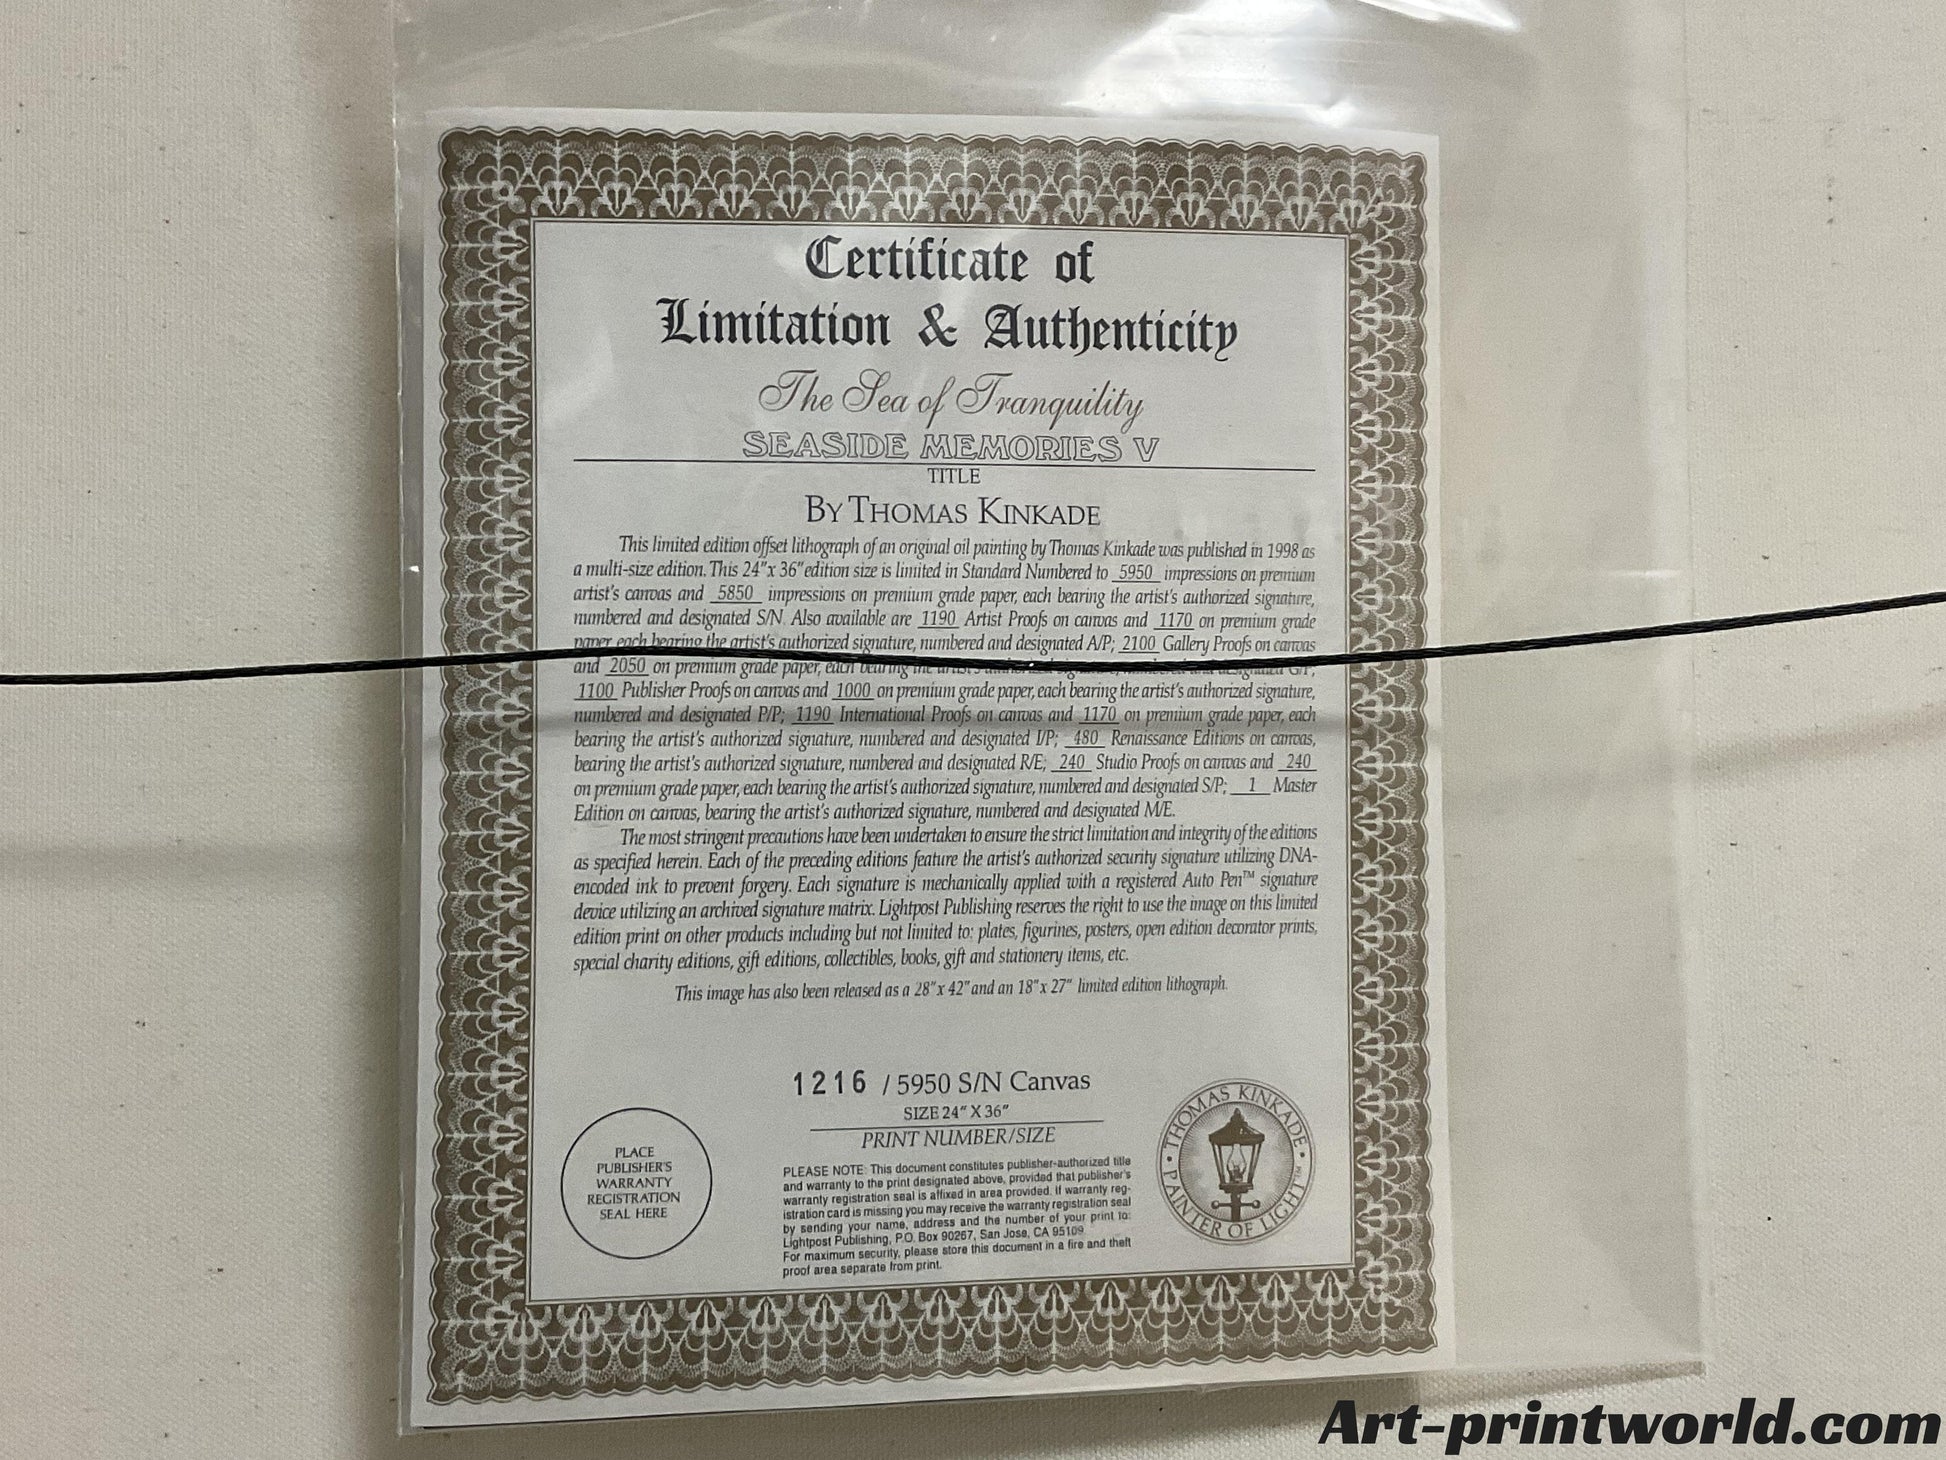 Certificate of
Limitation & Authenticity
The Sea of Tranquility
SEASIDE MEMORIES V
TITLE
BY THOMAS KINKADE
This limited edition offset lithograph of an original oil painting by Thomas Kinkade was published in 1998 as
a multi-size edition. This 24" x 36" edition size is limited in Standard Numbered to 5950 impressions on premium
artist's canvas and 5850 impressions on premium grade paper, each bearing the artist's authorized signature,
numbered and designated S/N. Also available are 1190 Artist Proofs on canvas and 1170 on premium grade
paper each bearing the artist's authorized signature, numbered and designated A/P; 2100 Gallery Proofs on canvas
and 2050 on premium grade paper, each bearing the artist's authorized signature, numbered and designated G/P;
1100 Publisher Proofs on canvas and 1000 on premium grade paper, each bearing the artist's authorized signature,
numbered and designated P/P; 1190 International Proofs on canvas and 1170 on premium grade paper, each
bearing the artist's authorized signature, numbered and designated I/P; 480 Renaissance Editions on canvas,
bearing the artist's authorized signature, numbered and designated R/E; 240 Studio Proofs on canvas and 240
on premium grade paper, each bearing the artist's authorized signature, numbered and designated S/P; 1 Master
Edition on canvas, bearing the artist's authorized signature, numbered and designated M/E.
The most stringent precautions have been undertaken to ensure the strict limitation and integrity of the editions
as specified herein. Each of the preceding editions feature the artist's authorized security signature utilizing DNA-
encoded ink to prevent forgery. Each signature is mechanically applied with a registered Auto Pen™ signature
device utilizing an archived signature matrix. Lightpost Publishing reserves the right to use the image on this limited
edition print on other products including but not limited to: plates, figurines, posters, open edition decorator prints,
special charity editions, gift editions, collectibles, books, gift and stationery items, etc.
This image has also been released as a 28" x 42" and an 18" x 27" limited edition lithograph.
1216 / 5950 S/N Canvas
SIZE 24" X 36"
PRINT NUMBER/SIZE
PLACE
PUBLISHER'S
WARRANTY
REGISTRATION
SEAL HERE
PLEASE NOTE: This document constitutes publisher-authorized title
and warranty to the print designated above, provided that publisher's
warranty registration seal is affixed in area provided. If warranty reg-
istration card is missing you may receive the warranty registration seal
by sending your name, address and the number of your print to:
Lightpost Publishing, P.O. Box 90267, San Jose, CA 95109.
For maximum security, please store this document in a fire and theft
proof area separate from print.
THOMAS KINKADE
PAINTER OF LIGHT™
Art-printworld.com